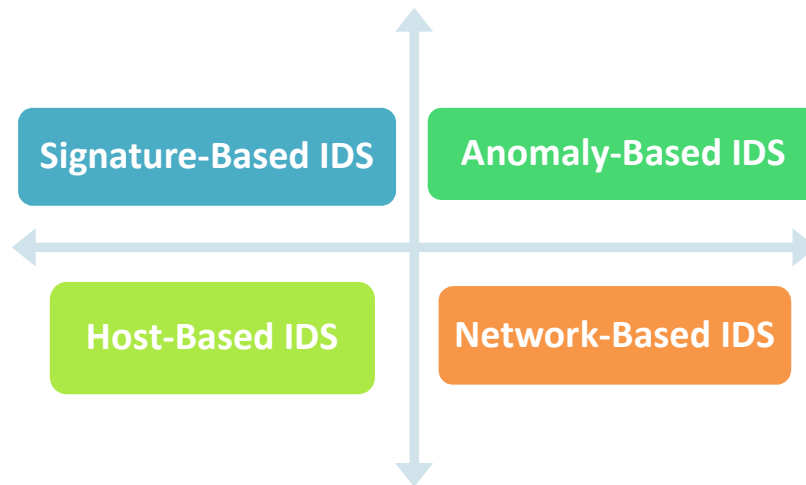 Signature-Based IDS
Anomaly-Based IDS
Host-Based IDS
Network-Based IDS